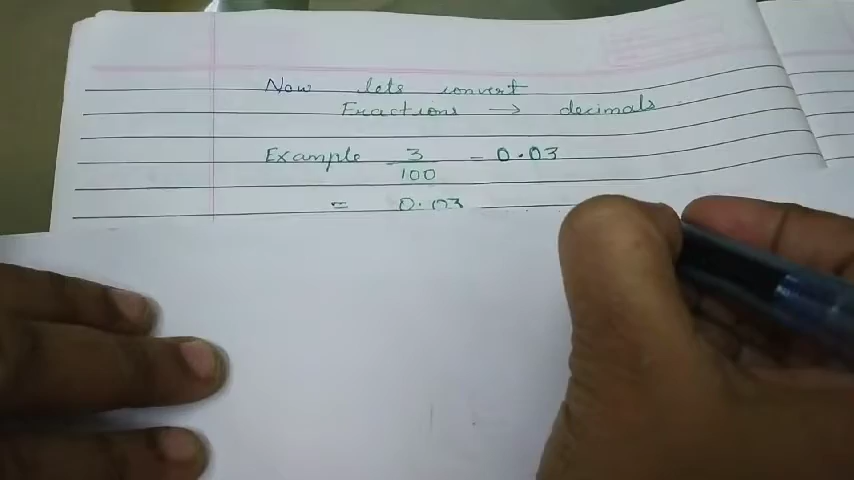 Now lets convert
Fractions → decimals
Example 3/100 = 0.03
= 0.03